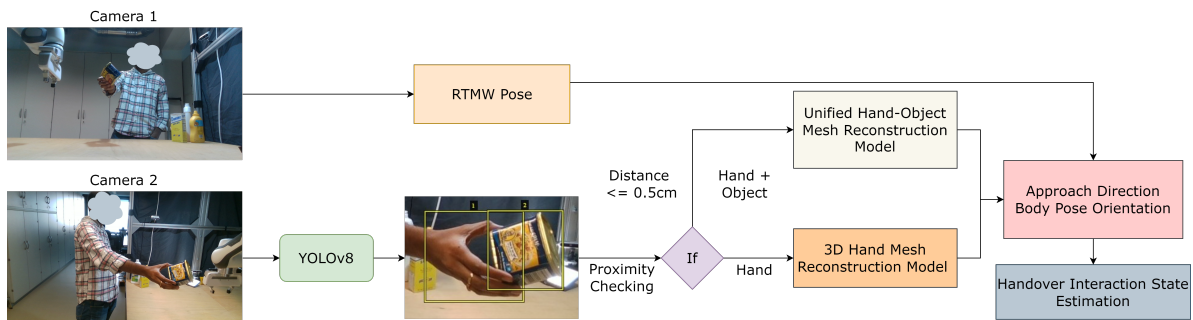 Camera 1
RTMW Pose
Unified Hand-Object
Mesh Reconstruction
Model
Camera 2
Distance
<= 0.5cm
Hand +
Object
Approach Direction
Body Pose Orientation
YOLOv8
1
2
Proximity
Checking
If
Hand
3D Hand Mesh
Reconstruction Model
Handover Interaction State
Estimation